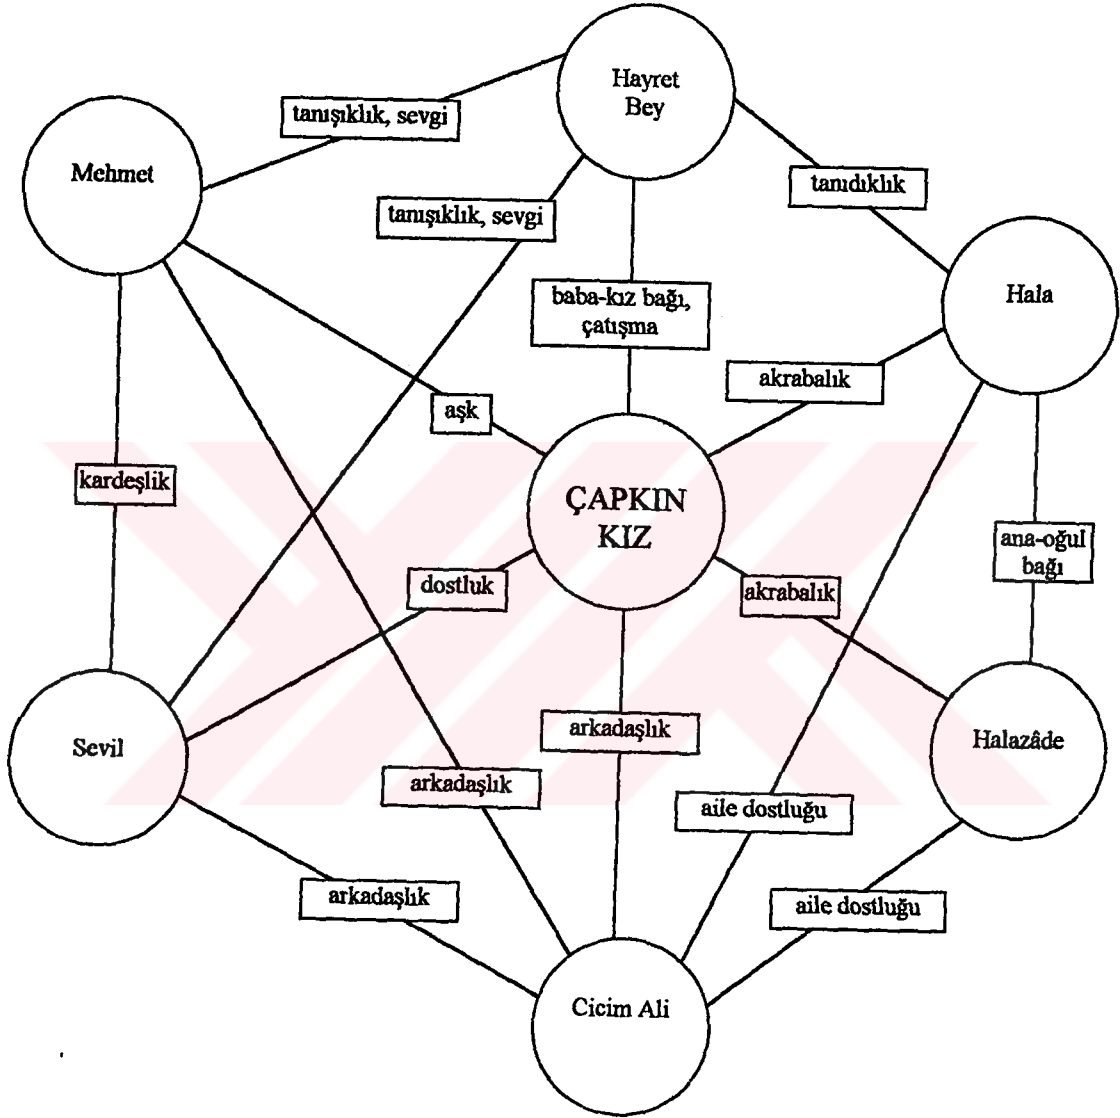 Hayret
Bey
tanışıklık, sevgi
Mehmet
tanıdıklık
tanışıklık, sevgi
baba-kız bağı,
çatışma
Hala
akrabalık
aşk
kardeşlik
ÇAPKIN
KIZ
ana-oğul
bağı
dostluk
akrabalık
arkadaşlık
Sevil
Halazâde
arkadaşlık
aile dostluğu
arkadaşlık
aile dostluğu
Cicim Ali